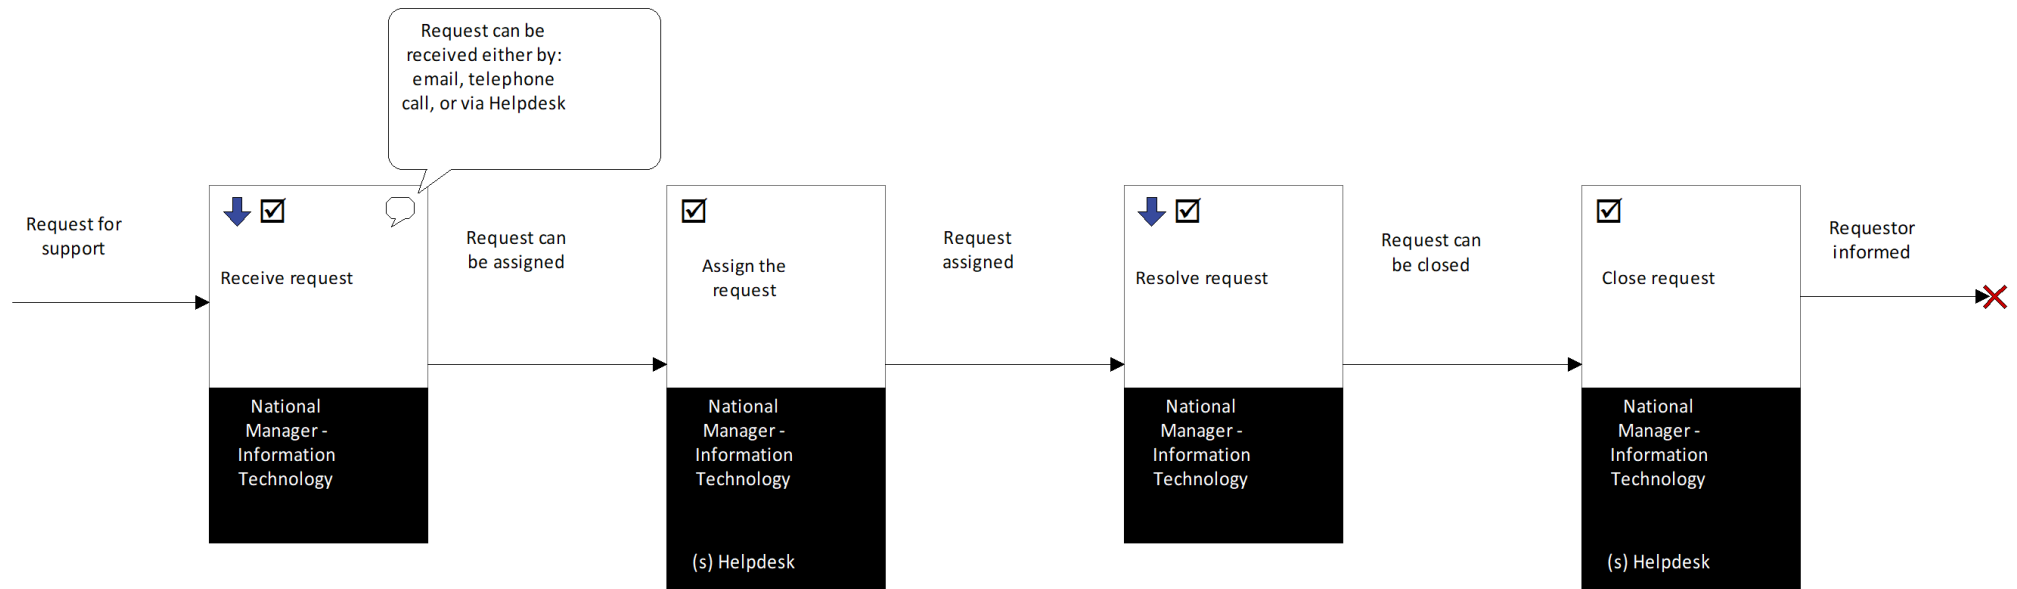 Request can be
received either by:
email, telephone
call, or via Helpdesk
Request for
support
Receive request
National
Manager -
Information
Technology
Request can
be assigned
Assign the
request
National
Manager -
Information
Technology
(s) Helpdesk
Request
assigned
Resolve request
National
Manager -
Information
Technology
Request can
be closed
Close request
National
Manager -
Information
Technology
(s) Helpdesk
Requestor
informed